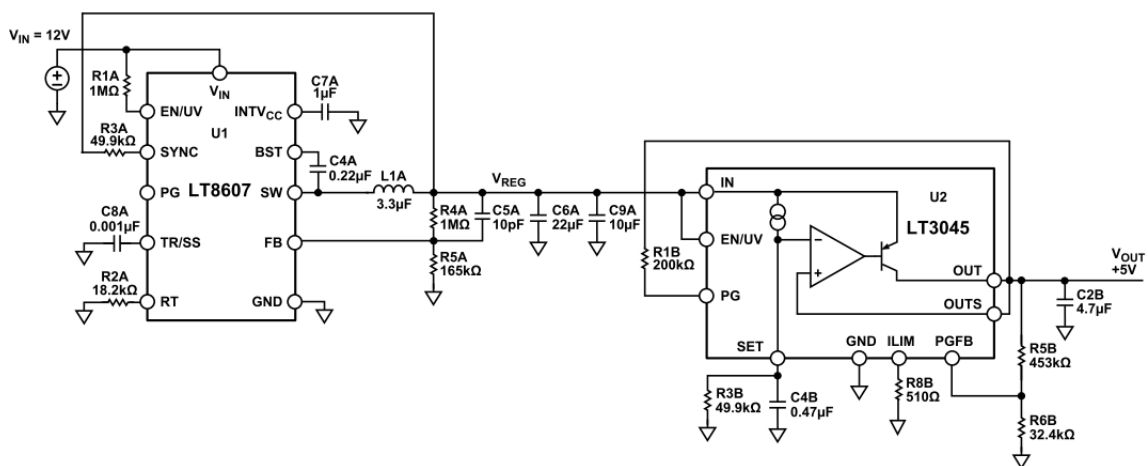 V_IN = 12V
R1A
1MΩ
V_IN
C7A
1µF
EN/UV
INTV_CC
U1
R3A
49.9kΩ
SYNC
BST
LT8607
C4A
0.22µF
PG
SW
L1A
3.3µF
V_REG
C8A
0.001µF
TR/SS
FB
R4A
1MΩ
C5A
10pF
C6A
22µF
C9A
10µF
R5A
165kΩ
R2A
18.2kΩ
RT
GND
IN
U2
LT3045
EN/UV
R1B
200kΩ
PG
OUT
OUTS
V_OUT
+5V
C2B
4.7µF
SET
GND
ILIM
PGFB
R3B
49.9kΩ
C4B
0.47µF
R8B
510Ω
R5B
453kΩ
R6B
32.4kΩ